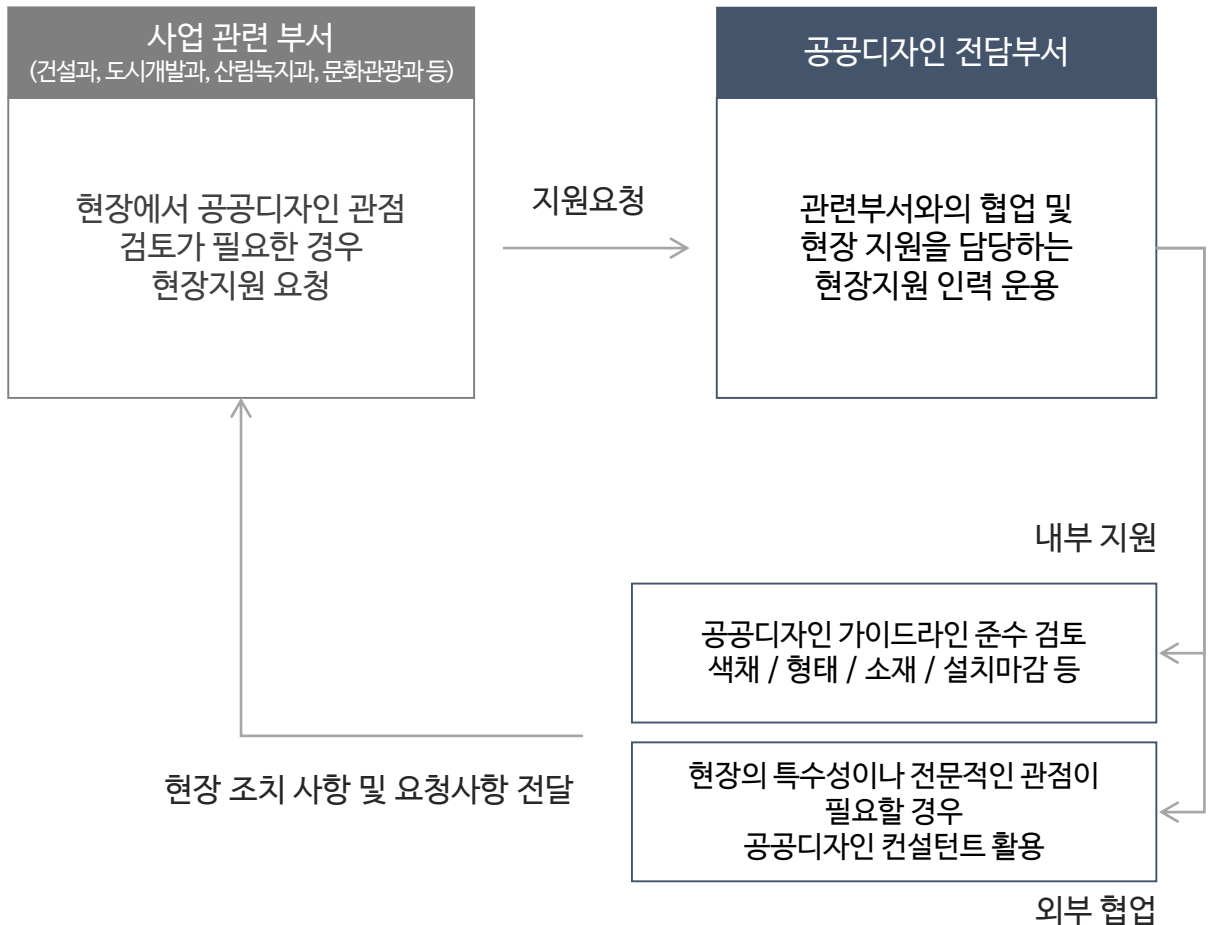 사업 관련 부서
(건설과, 도시개발과, 산림녹지과, 문화관광과 등)
현장에서 공공디자인 관점
검토가 필요한 경우
현장지원 요청
지원요청
공공디자인 전담부서
관련부서와의 협업 및
현장 지원을 담당하는
현장지원 인력 운용
내부 지원
공공디자인 가이드라인 준수 검토
색채 / 형태 / 소재 / 설치마감 등
현장의 특수성이나 전문적인 관점이
필요할 경우
공공디자인 컨설턴트 활용
외부 협업
현장 조치 사항 및 요청사항 전달